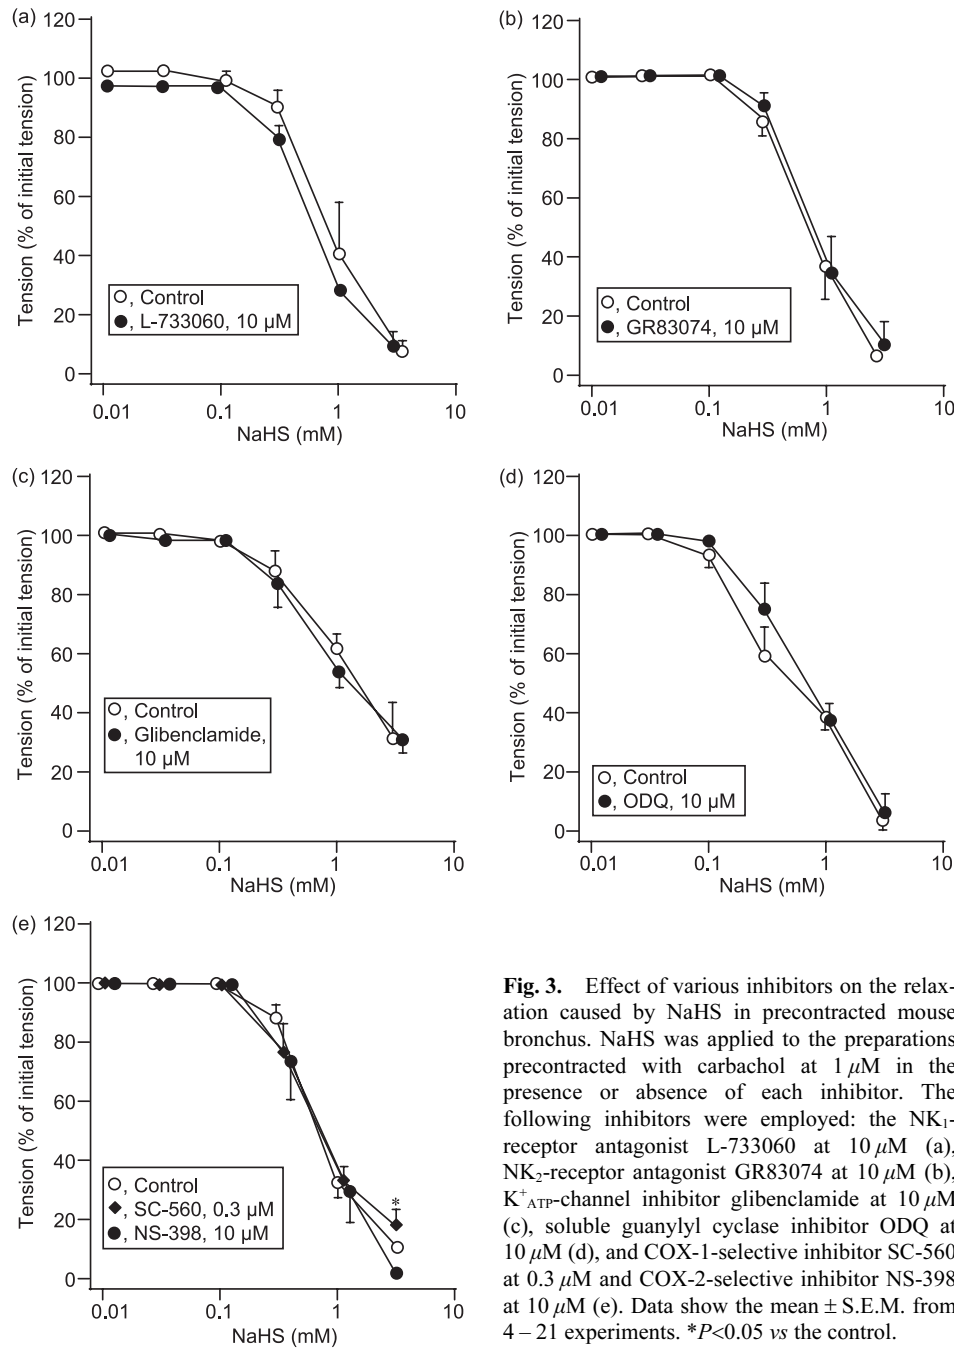 (a)
120
100
80
60
40
20
0
Tension (% of initial tension)
○, Control
●, L-733060, 10 µM
0.01 0.1 1 10
NaHS (mM)
(b)
120
100
80
60
40
20
0
Tension (% of initial tension)
○, Control
●, GR83074, 10 µM
0.01 0.1 1 10
NaHS (mM)
(c)
120
100
80
60
40
20
0
Tension (% of initial tension)
○, Control
●, Glibenclamide,
10 µM
0.01 0.1 1 10
NaHS (mM)
(d)
120
100
80
60
40
20
0
Tension (% of initial tension)
○, Control
●, ODQ, 10 µM
0.01 0.1 1 10
NaHS (mM)
(e)
120
100
80
60
40
20
0
Tension (% of initial tension)
○, Control
◆, SC-560, 0.3 µM
●, NS-398, 10 µM
*
0.01 0.1 1 10
NaHS (mM)
Fig. 3. Effect of various inhibitors on the relax-
ation caused by NaHS in precontracted mouse
bronchus. NaHS was applied to the preparations
precontracted with carbachol at 1 µM in the
presence or absence of each inhibitor. The
following inhibitors were employed: the NK₁-
receptor antagonist L-733060 at 10 µM (a),
NK₂-receptor antagonist GR83074 at 10 µM (b),
K⁺ATP-channel inhibitor glibenclamide at 10 µM
(c), soluble guanylyl cyclase inhibitor ODQ at
10 µM (d), and COX-1-selective inhibitor SC-560
at 0.3 µM and COX-2-selective inhibitor NS-398
at 10 µM (e). Data show the mean ± S.E.M. from
4 – 21 experiments. *P<0.05 vs the control.